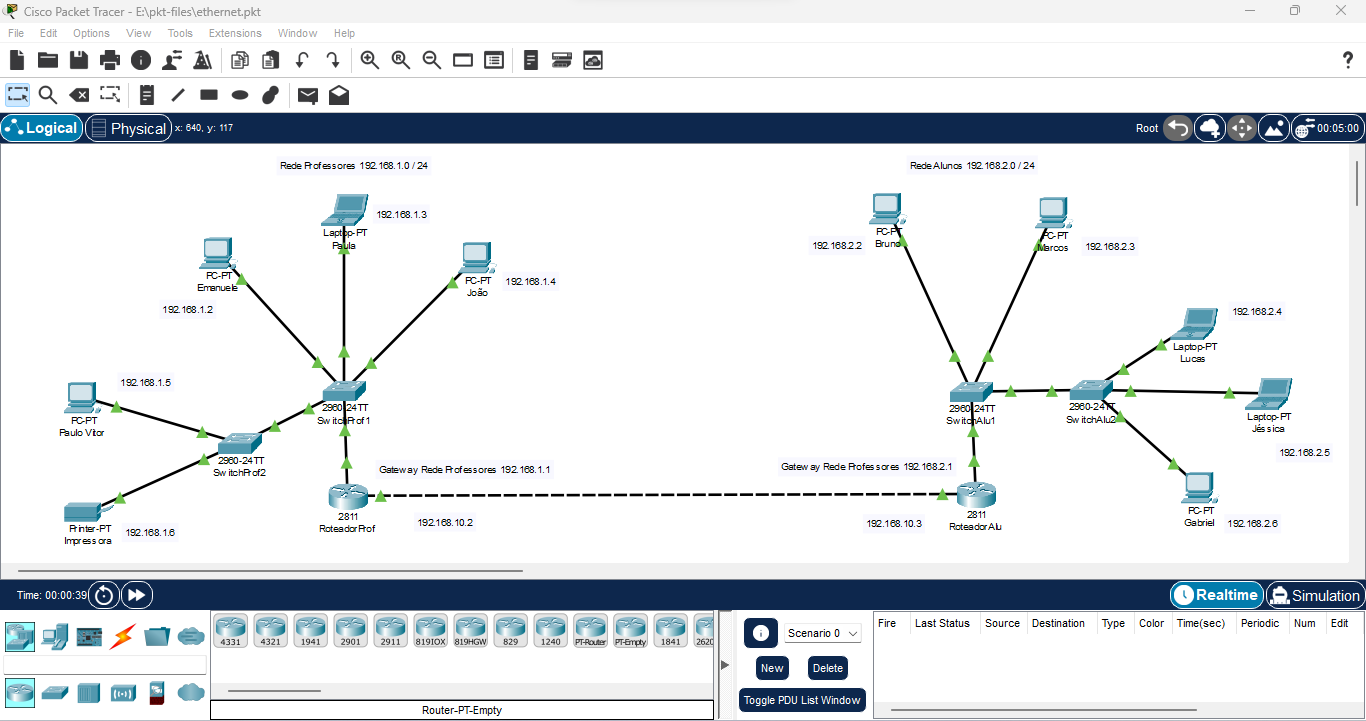 Cisco Packet Tracer - E:\pkt-files\ethernet.pkt
File Edit Options View Tools Extensions Window Help
Logical Physical x: 640, y: 117 Root 00:05:00
Rede Professores 192.168.1.0 / 24
Rede Alunos 192.168.2.0 / 24
192.168.1.3
Laptop-PT
Paula
PC-PT
Emanuele
192.168.1.2
PC-PT
João
192.168.1.4
192.168.1.5
PC-PT
Paulo Vitor
2960-24TT
SwitchProf1
2960-24TT
SwitchProf2
Printer-PT
Impressora
192.168.1.6
Gateway Rede Professores 192.168.1.1
2811
RoteadorProf
192.168.10.2
PC-PT
Bruno
192.168.2.2
PC-PT
Marcos
192.168.2.3
192.168.2.4
Laptop-PT
Lucas
2960-24TT
SwitchAlu1
2960-24TT
SwitchAlu2
Laptop-PT
Jéssica
192.168.2.5
Gateway Rede Professores 192.168.2.1
192.168.10.3
2811
RoteadorAlu
PC-PT
Gabriel
192.168.2.6
Time: 00:00:39 Realtime Simulation
4331 4321 1941 2901 2911 819IOX 819HGW 829 1240 PT-Router PT-Empty 1841 2620
Router-PT-Empty
Scenario 0
New Delete
Toggle PDU List Window
Fire Last Status Source Destination Type Color Time(sec) Periodic Num Edit